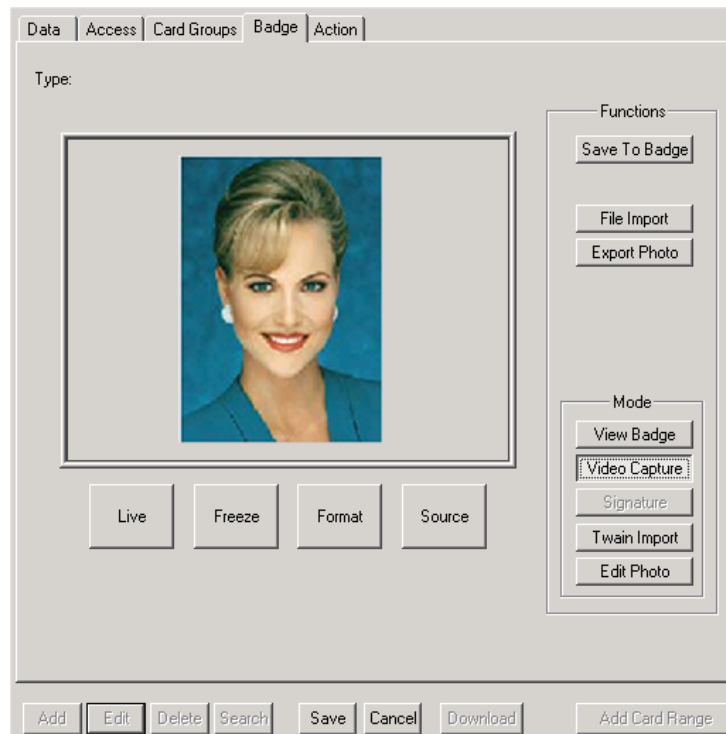 Data Access Card Groups Badge Action
Type:
Functions
Save To Badge
File Import
Export Photo
Mode
View Badge
Video Capture
Signature
Twain Import
Edit Photo
Live Freeze Format Source
Add Edit Delete Search Save Cancel Download Add Card Range